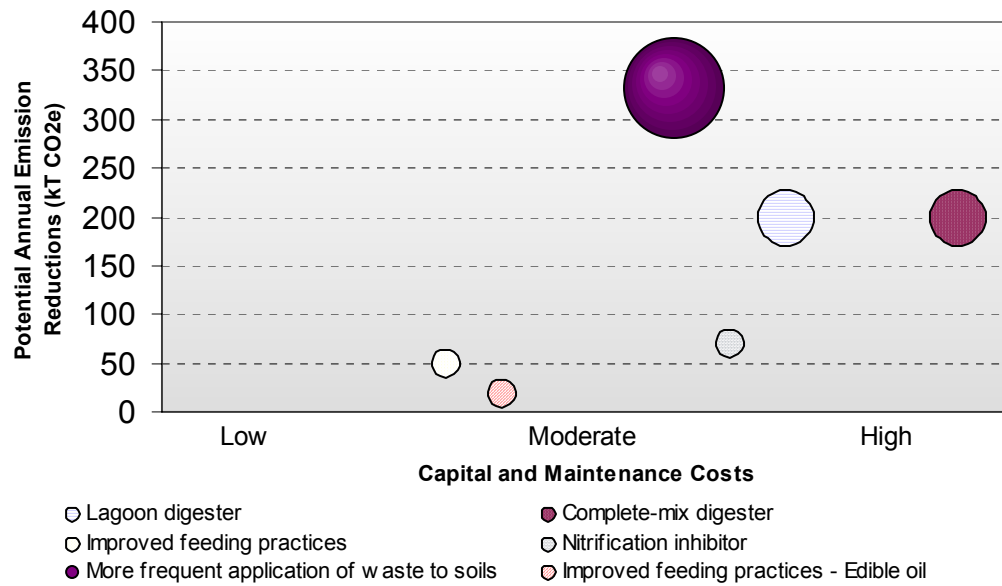 400
350
300
250
200
150
100
50
0
Potential Annual Emission
Reductions (kT CO2e)
Low Moderate High
Capital and Maintenance Costs
Lagoon digester Complete-mix digester
Improved feeding practices Nitrification inhibitor
More frequent application of waste to soils Improved feeding practices - Edible oil